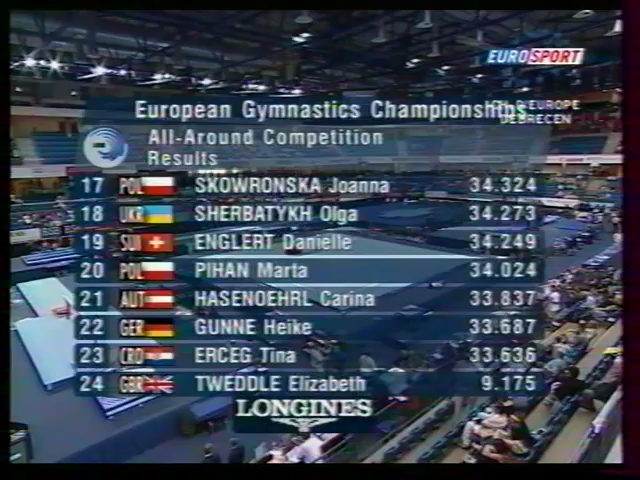 EUROSPORT
European Gymnastics Championships
D'EUROPE
DEBRECEN
All-Around Competition
Results
17 POL SKOWRONSKA Joanna 34.324
18 UKR SHERBATYKH Olga 34.273
19 SUI ENGLERT Danielle 34.249
20 POL PIHAN Marta 34.024
21 AUT HASENOEHRL Carina 33.837
22 GER GUNNE Heike 33.687
23 CRO ERCEG Tina 33.636
24 GBR TWEDDLE Elizabeth 9.175
LONGINES